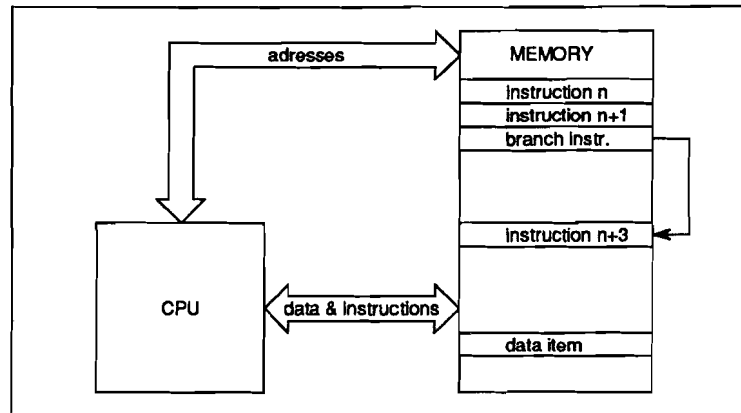 adresses
MEMORY
instruction n
instruction n+1
branch instr.
instruction n+3
CPU
data & instructions
data item